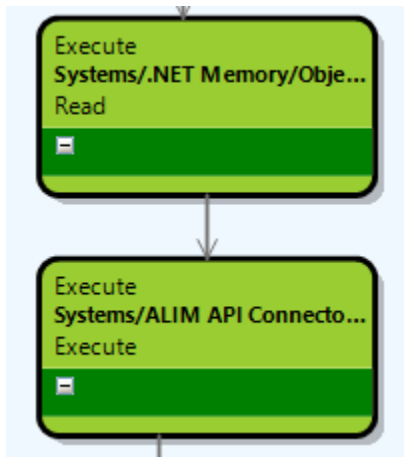 Execute
Systems/.NET Memory/Obje...
Read
Execute
Systems/ALIM API Connecto...
Execute